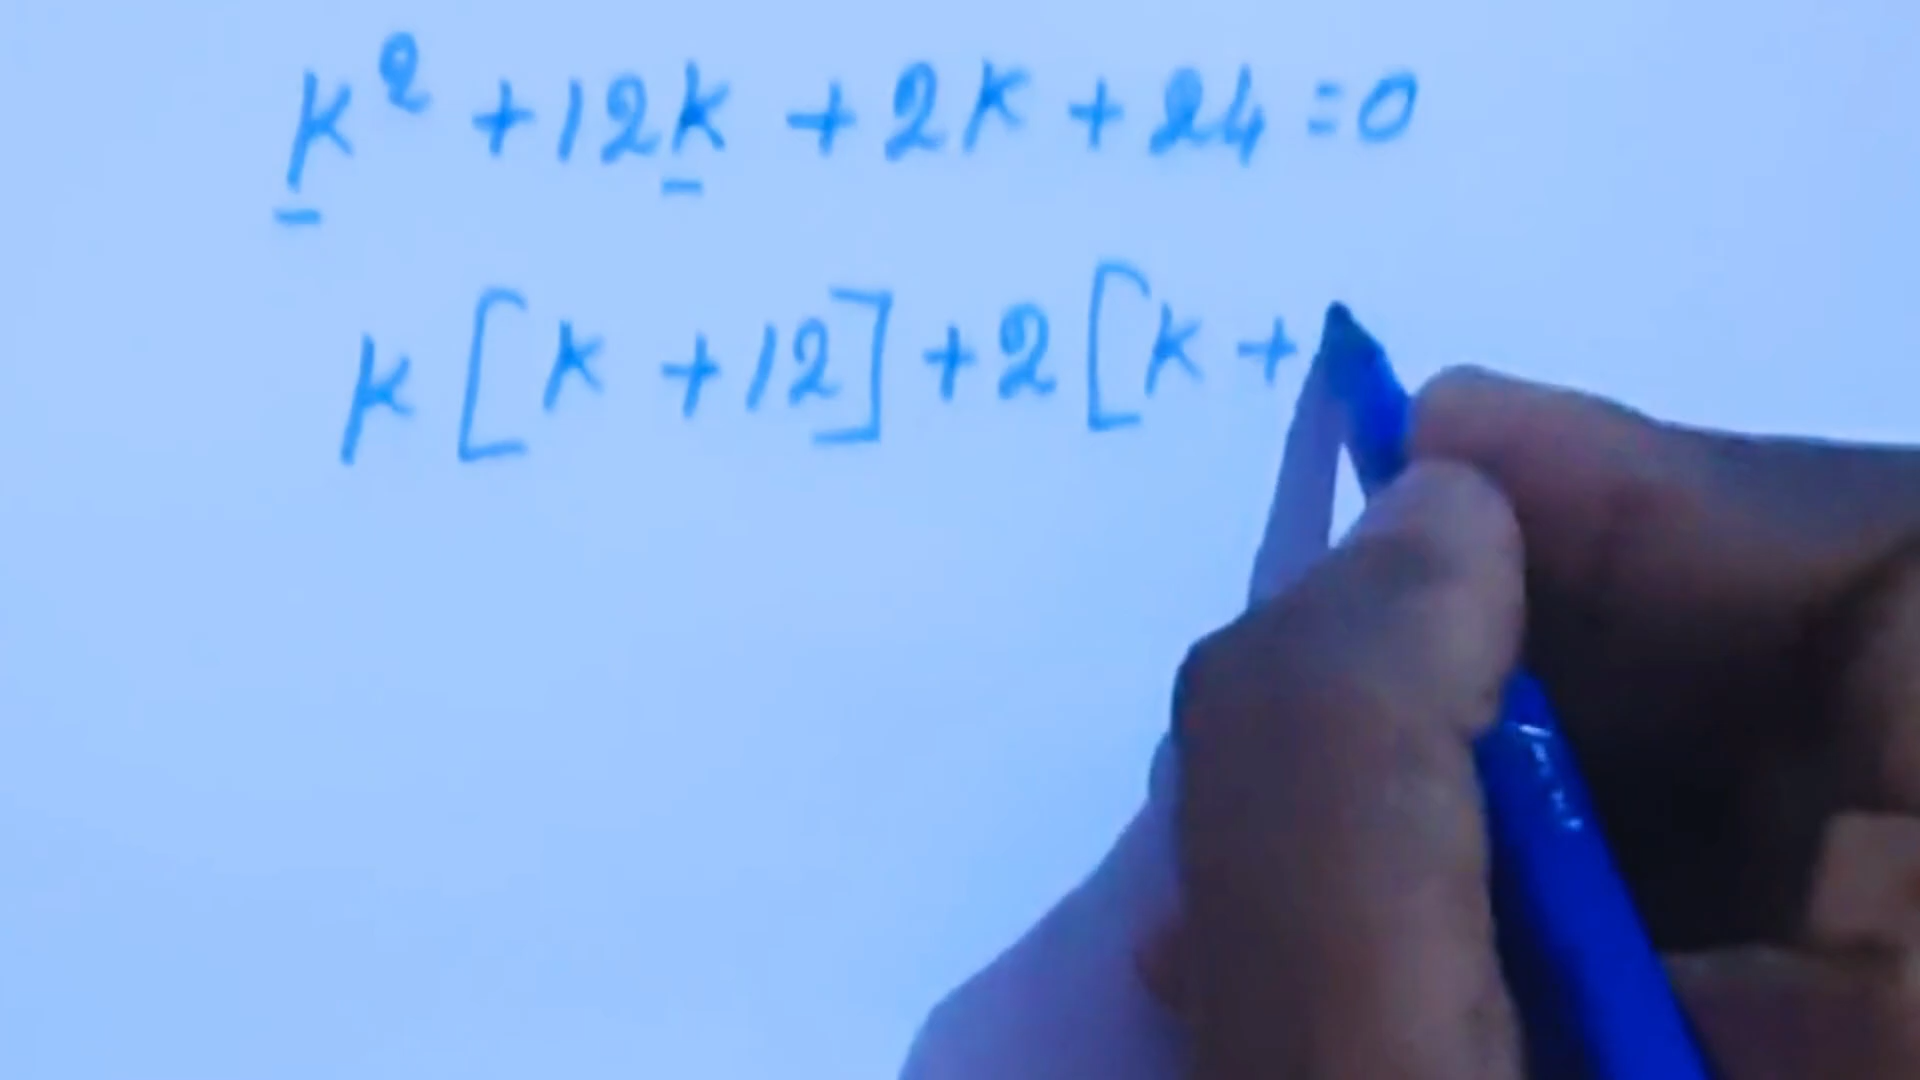 k² + 12k + 2k + 24 = 0
k [ k + 12 ] + 2 [ k +